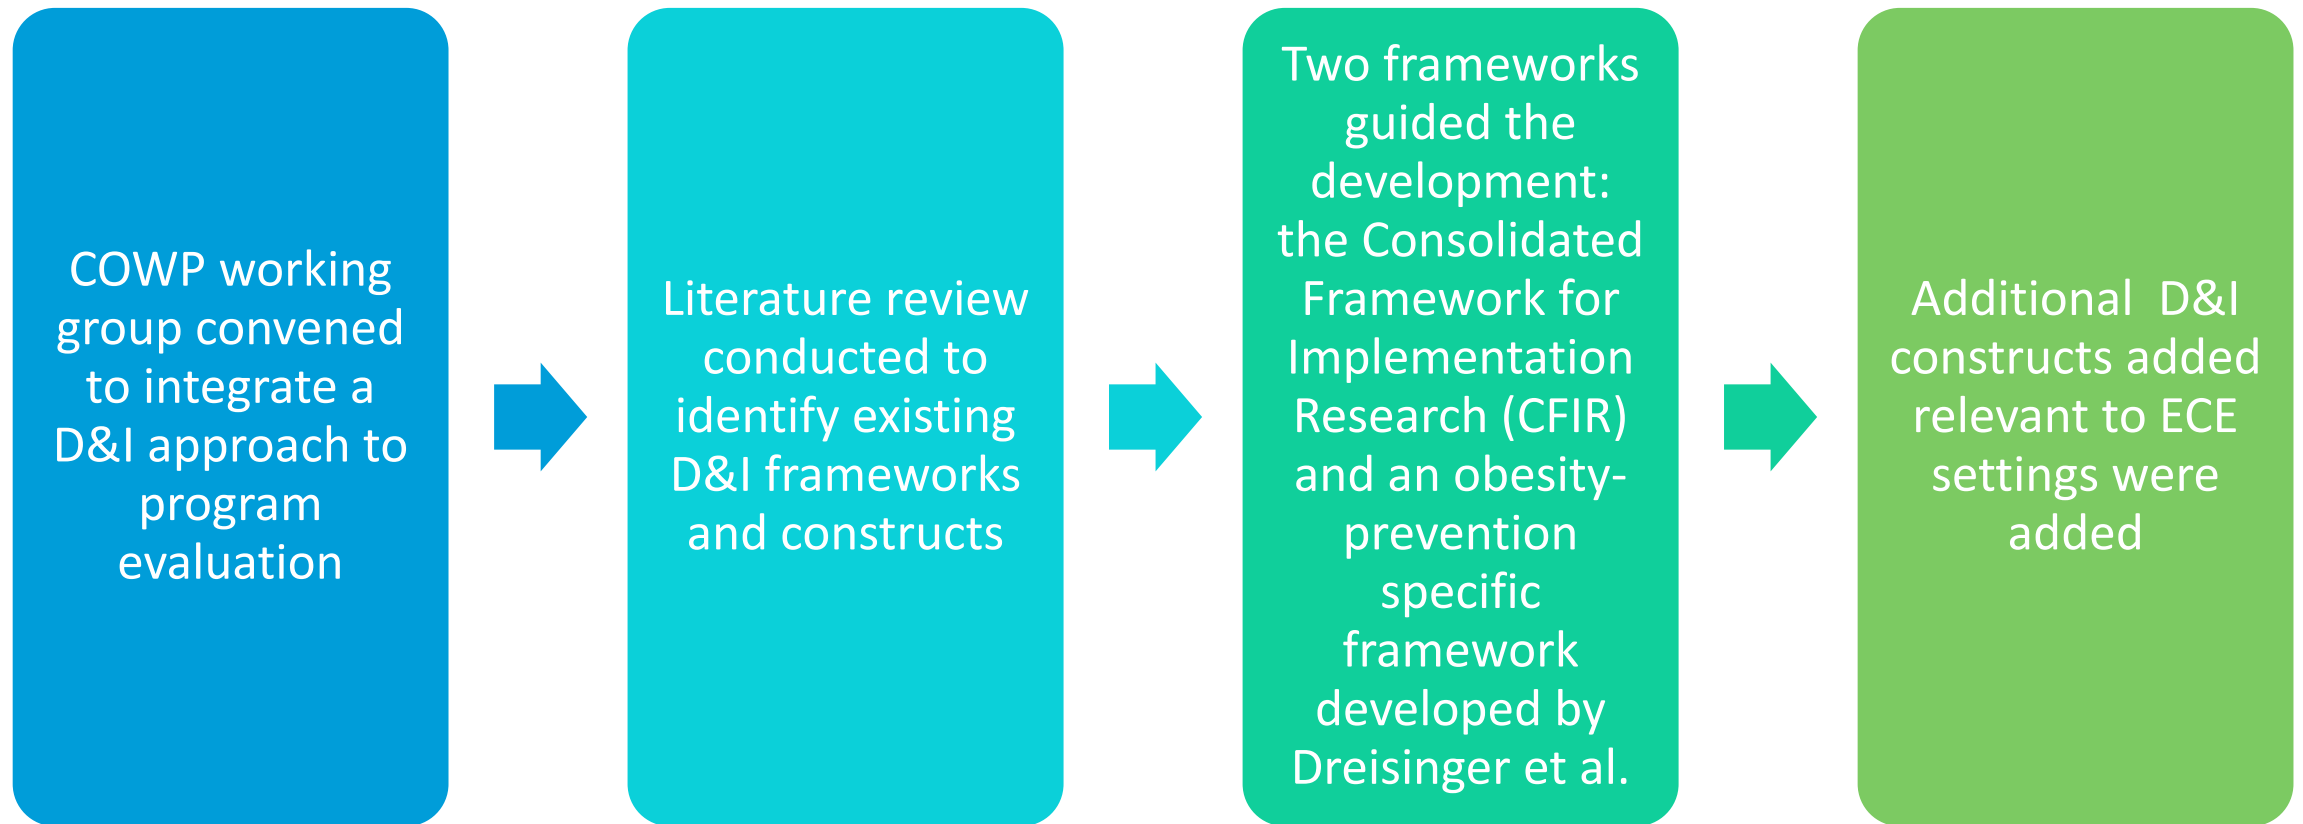 COWP working
group convened
to integrate a
D&I approach to
program
evaluation
Literature review
conducted to
identify existing
D&I frameworks
and constructs
Two frameworks
guided the
development:
the Consolidated
Framework for
Implementation
Research (CFIR)
and an obesity-
prevention
specific
framework
developed by
Dreisinger et al.
Additional  D&I
constructs added
relevant to ECE
settings were
added